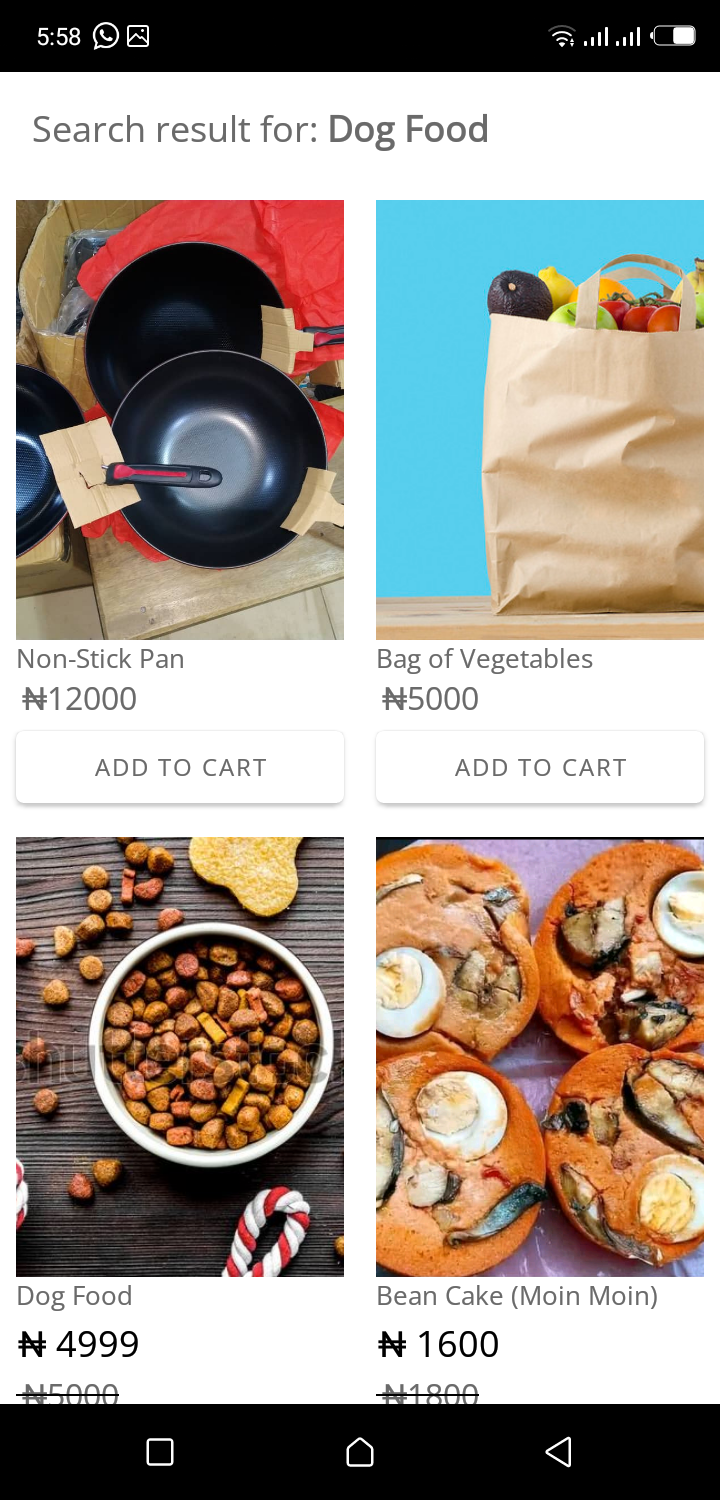 5:58
Search result for: Dog Food
Non-Stick Pan
₦12000
ADD TO CART
Bag of Vegetables
₦5000
ADD TO CART
shutterstock
Dog Food
₦ 4999
₦5000
Bean Cake (Moin Moin)
₦ 1600
₦1800